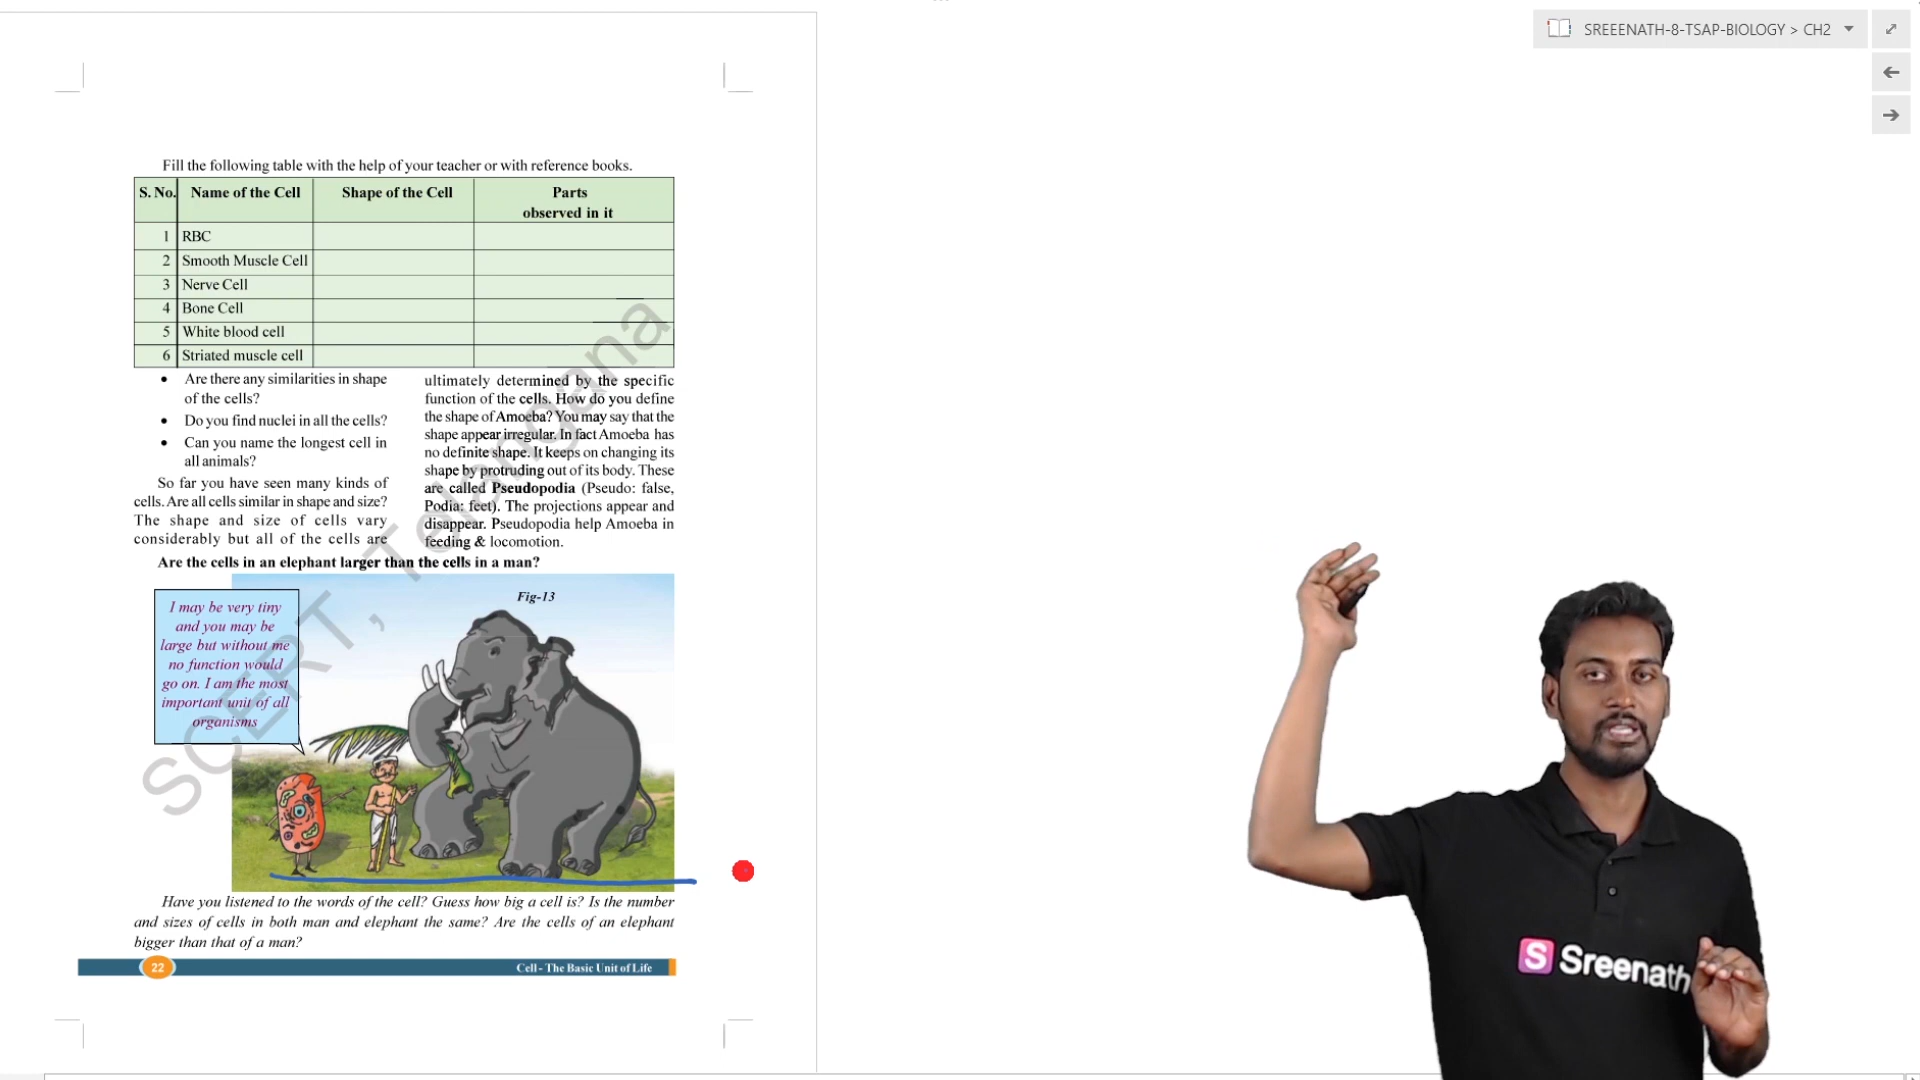 SREEENATH-8-TSAP-BIOLOGY > CH2
Fill the following table with the help of your teacher or with reference books.
S. No. Name of the Cell Shape of the Cell Parts
observed in it
1 RBC
2 Smooth Muscle Cell
3 Nerve Cell
4 Bone Cell
5 White blood cell
6 Striated muscle cell
• Are there any similarities in shape
of the cells?
• Do you find nuclei in all the cells?
• Can you name the longest cell in
all animals?
So far you have seen many kinds of
cells. Are all cells similar in shape and size?
The shape and size of cells vary
considerably but all of the cells are
ultimately determined by the specific
function of the cells. How do you define
the shape of Amoeba? You may say that the
shape appear irregular. In fact Amoeba has
no definite shape. It keeps on changing its
shape by protruding out of its body. These
are called Pseudopodia (Pseudo: false,
Podia: feet). The projections appear and
disappear. Pseudopodia help Amoeba in
feeding & locomotion.
Are the cells in an elephant larger than the cells in a man?
Fig-13
I may be very tiny
and you may be
large but without me
no function would
go on. I am the most
important unit of all
organisms
Have you listened to the words of the cell? Guess how big a cell is? Is the number
and sizes of cells in both man and elephant the same? Are the cells of an elephant
bigger than that of a man?
22
Cell - The Basic Unit of Life
SCERT, Telangana
S Sreenath